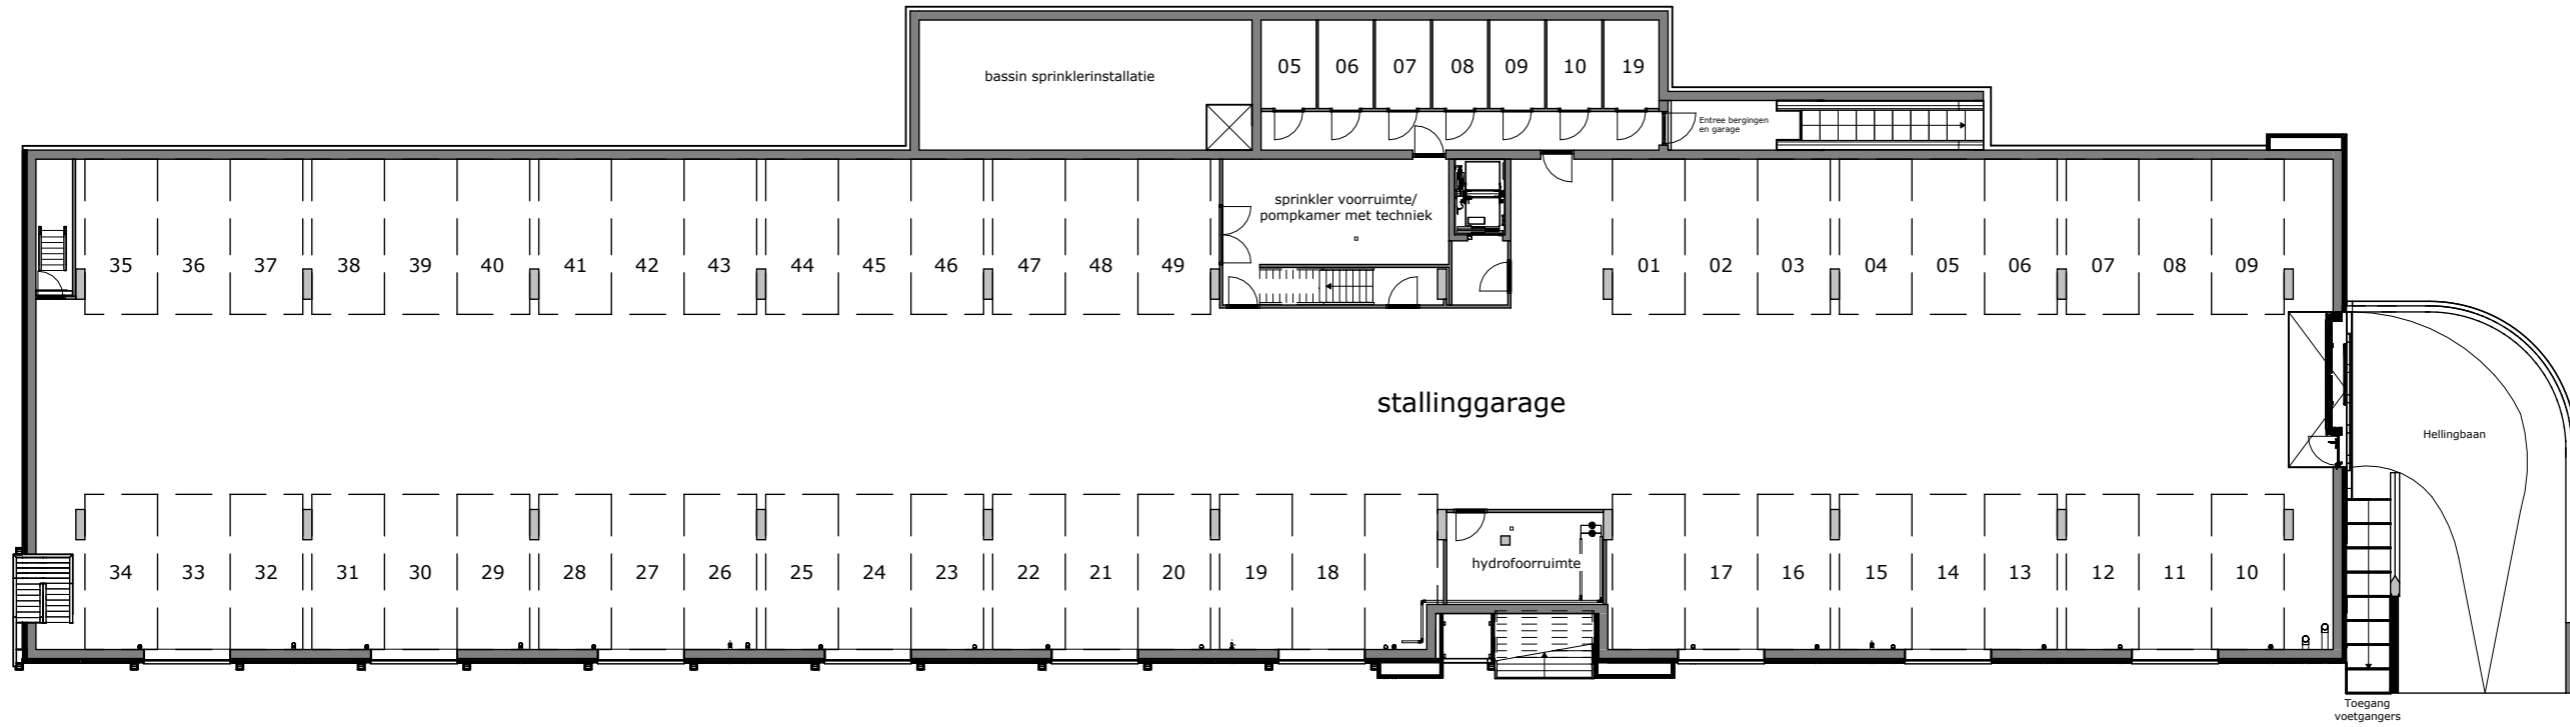 05 06 07 08 09 10 19
bassin sprinklerinstallatie
Entree bergingen
en garage
sprinkler voorruimte/
pompkamer met techniek
35 36 37 38 39 40 41 42 43 44 45 46 47 48 49 01 02 03 04 05 06 07 08 09
stallinggarage
Hellingbaan
hydrofoorruimte
34 33 32 31 30 29 28 27 26 25 24 23 22 21 20 19 18 17 16 15 14 13 12 11 10
Toegang
voetgangers